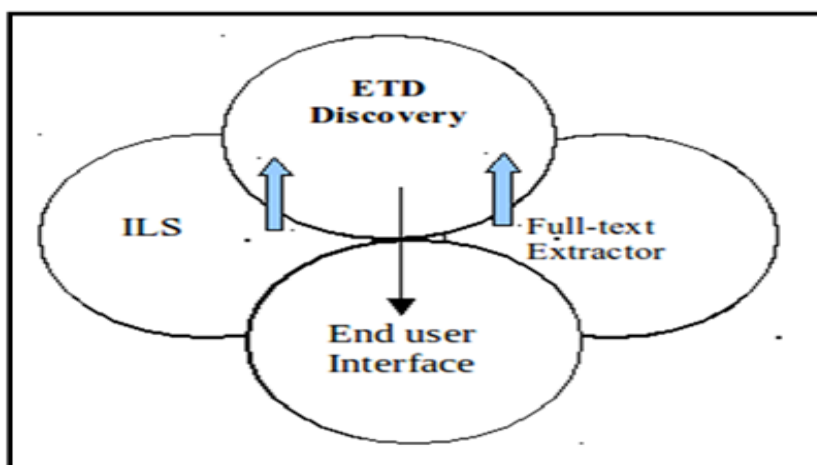 ETD
Discovery
ILS
Full-text
Extractor
End user
Interface